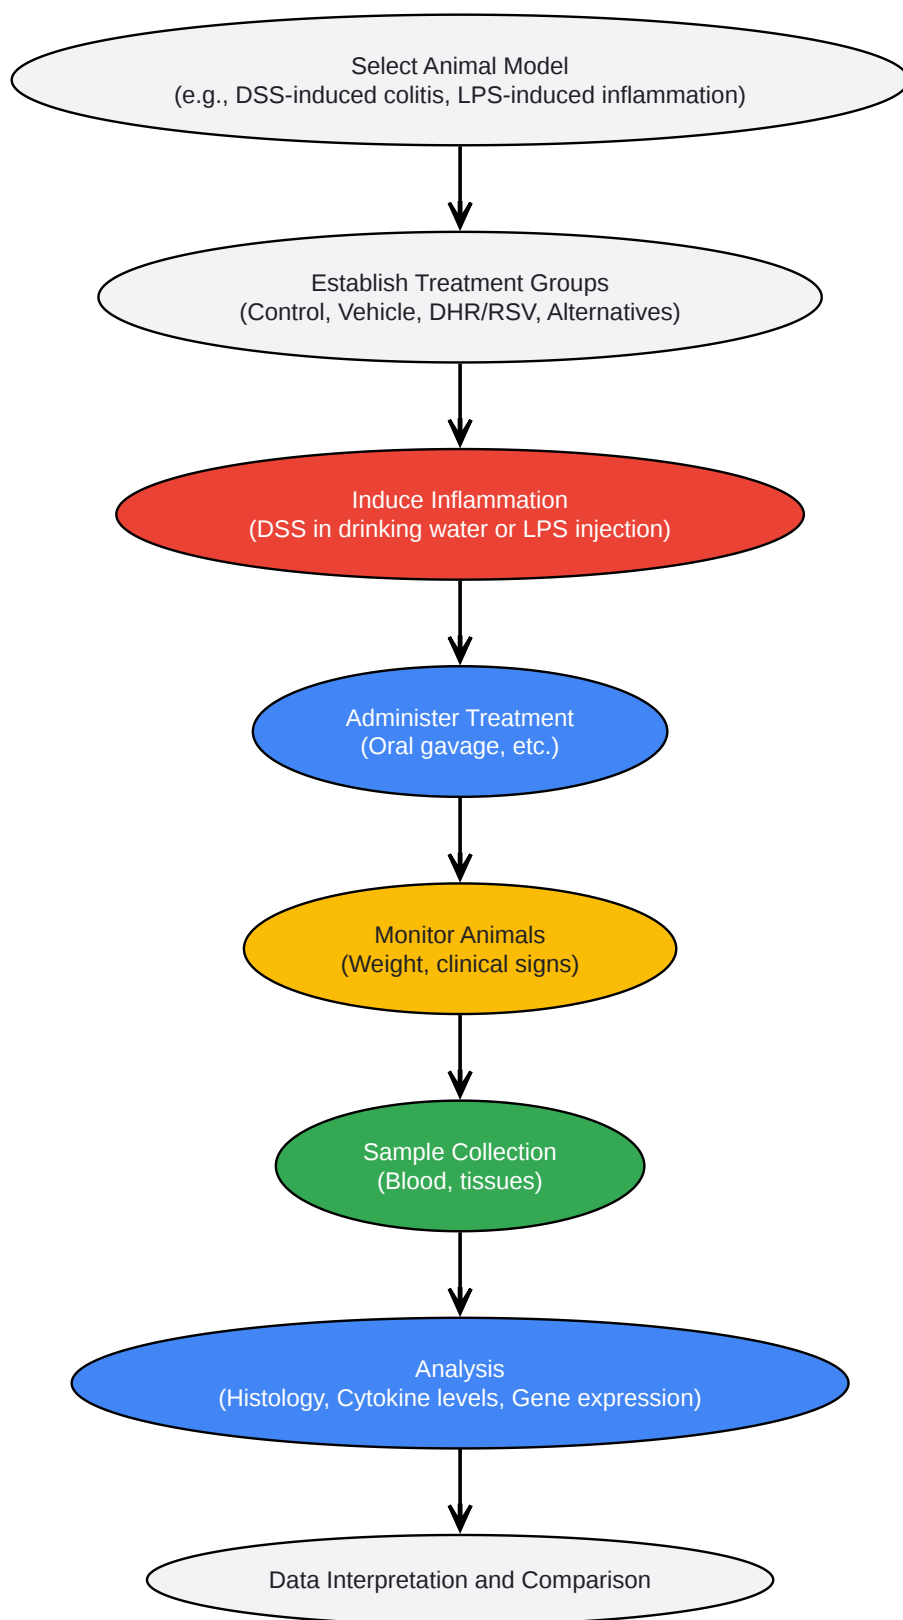 Select Animal Model
(e.g., DSS-induced colitis, LPS-induced inflammation)
Establish Treatment Groups
(Control, Vehicle, DHR/RSV, Alternatives)
Induce Inflammation
(DSS in drinking water or LPS injection)
Administer Treatment
(Oral gavage, etc.)
Monitor Animals
(Weight, clinical signs)
Sample Collection
(Blood, tissues)
Analysis
(Histology, Cytokine levels, Gene expression)
Data Interpretation and Comparison